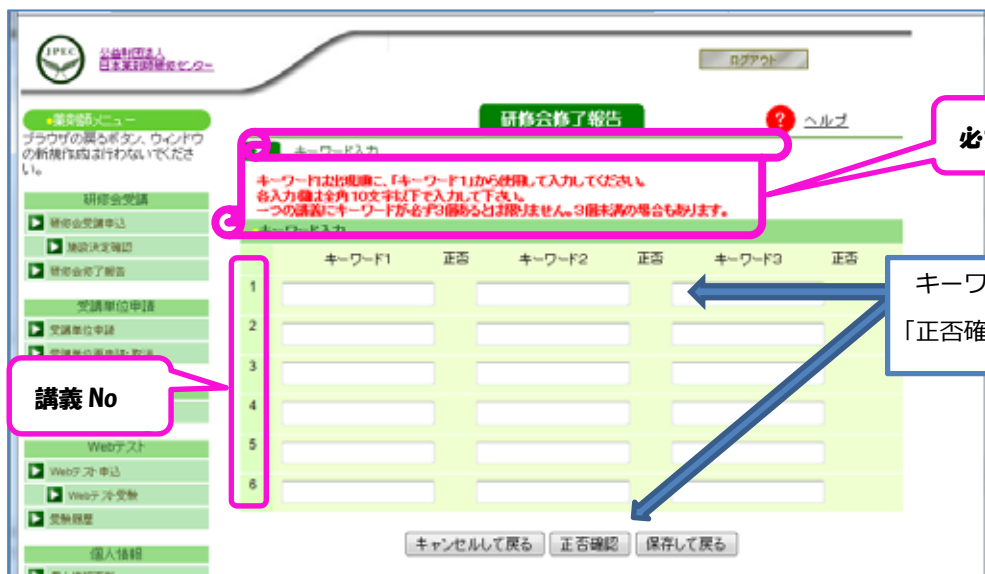 JPEC
公益財団法人
日本薬剤師研修センター
ログアウト
薬剤師メニュー
ブラウザの戻るボタン、ウィンドウ
の新規作成は行わないでくださ
い。
研修会修了報告
? ヘルプ
キーワード入力
キーワードは出現順に、「キーワード1」から使用して入力してください。
各入力欄は全角10文字以下で入力して下さい。
一つの講義にキーワードが必ず3個あるとは限りません。3個未満の場合もあります。
必
キーワード入力
研修会受講
研修会受講申込
施設決定確認
研修会修了報告
受講単位申請
受講単位申請
Webテスト
Webテスト申込
Webテスト受験
受験履歴
個人情報
講義 No
キーワード1 正否 キーワード2 正否 キーワード3 正否
1
2
3
4
5
6
キーワ
「正否確
キャンセルして戻る 正否確認 保存して戻る